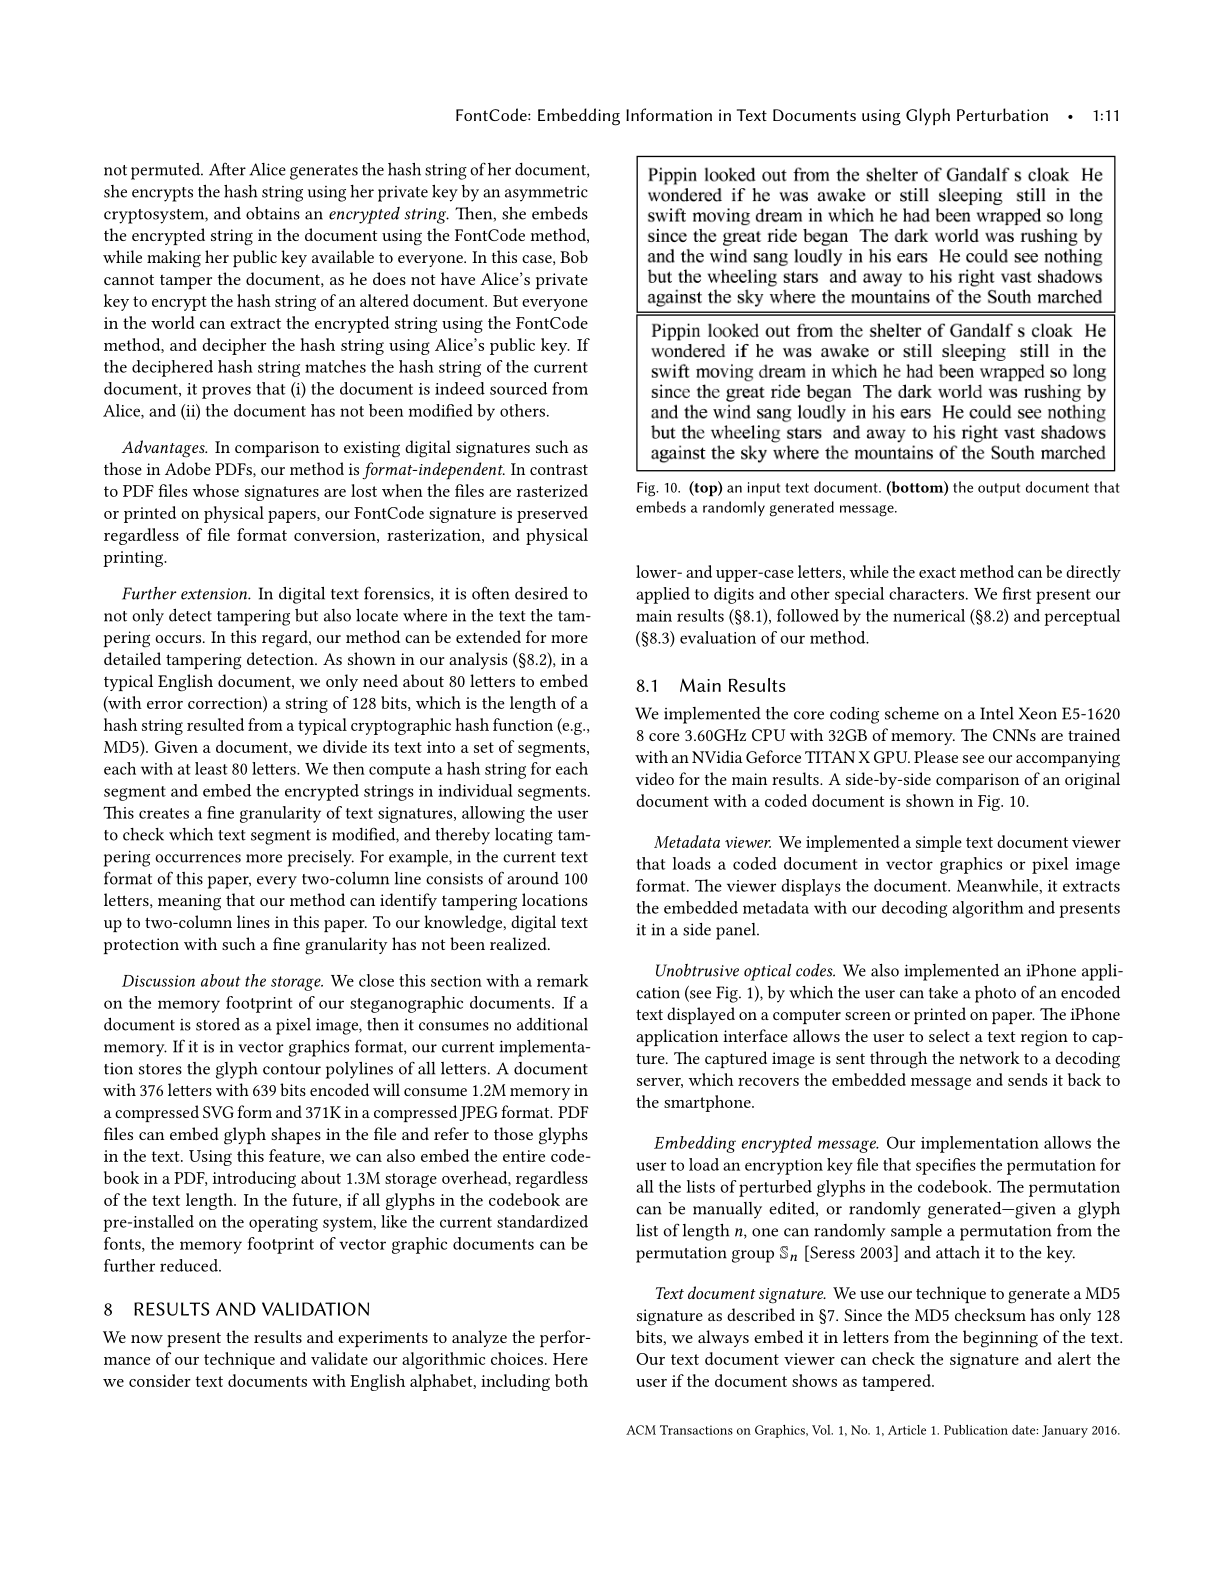 FontCode: Embedding Information in Text Documents using Glyph Perturbation • 1:11
not permuted. After Alice generates the hash string of her document,
she encrypts the hash string using her private key by an asymmetric
cryptosystem, and obtains an encrypted string. Then, she embeds
the encrypted string in the document using the FontCode method,
while making her public key available to everyone. In this case, Bob
cannot tamper the document, as he does not have Alice's private
key to encrypt the hash string of an altered document. But everyone
in the world can extract the encrypted string using the FontCode
method, and decipher the hash string using Alice's public key. If
the deciphered hash string matches the hash string of the current
document, it proves that (i) the document is indeed sourced from
Alice, and (ii) the document has not been modified by others.
Advantages. In comparison to existing digital signatures such as
those in Adobe PDFs, our method is format-independent. In contrast
to PDF files whose signatures are lost when the files are rasterized
or printed on physical papers, our FontCode signature is preserved
regardless of file format conversion, rasterization, and physical
printing.
Further extension. In digital text forensics, it is often desired to
not only detect tampering but also locate where in the text the tam-
pering occurs. In this regard, our method can be extended for more
detailed tampering detection. As shown in our analysis (§8.2), in a
typical English document, we only need about 80 letters to embed
(with error correction) a string of 128 bits, which is the length of a
hash string resulted from a typical cryptographic hash function (e.g.,
MD5). Given a document, we divide its text into a set of segments,
each with at least 80 letters. We then compute a hash string for each
segment and embed the encrypted strings in individual segments.
This creates a fine granularity of text signatures, allowing the user
to check which text segment is modified, and thereby locating tam-
pering occurrences more precisely. For example, in the current text
format of this paper, every two-column line consists of around 100
letters, meaning that our method can identify tampering locations
up to two-column lines in this paper. To our knowledge, digital text
protection with such a fine granularity has not been realized.
Discussion about the storage. We close this section with a remark
on the memory footprint of our steganographic documents. If a
document is stored as a pixel image, then it consumes no additional
memory. If it is in vector graphics format, our current implementa-
tion stores the glyph contour polylines of all letters. A document
with 376 letters with 639 bits encoded will consume 1.2M memory in
a compressed SVG form and 371K in a compressed JPEG format. PDF
files can embed glyph shapes in the file and refer to those glyphs
in the text. Using this feature, we can also embed the entire code-
book in a PDF, introducing about 1.3M storage overhead, regardless
of the text length. In the future, if all glyphs in the codebook are
pre-installed on the operating system, like the current standardized
fonts, the memory footprint of vector graphic documents can be
further reduced.
8 RESULTS AND VALIDATION
We now present the results and experiments to analyze the perfor-
mance of our technique and validate our algorithmic choices. Here
we consider text documents with English alphabet, including both
Pippin looked out from the shelter of Gandalf s cloak He
wondered if he was awake or still sleeping still in the
swift moving dream in which he had been wrapped so long
since the great ride began The dark world was rushing by
and the wind sang loudly in his ears He could see nothing
but the wheeling stars and away to his right vast shadows
against the sky where the mountains of the South marched
Pippin looked out from the shelter of Gandalf s cloak He
wondered if he was awake or still sleeping still in the
swift moving dream in which he had been wrapped so long
since the great ride began The dark world was rushing by
and the wind sang loudly in his ears He could see nothing
but the wheeling stars and away to his right vast shadows
against the sky where the mountains of the South marched
Fig. 10. (top) an input text document. (bottom) the output document that
embeds a randomly generated message.
lower- and upper-case letters, while the exact method can be directly
applied to digits and other special characters. We first present our
main results (§8.1), followed by the numerical (§8.2) and perceptual
(§8.3) evaluation of our method.
8.1 Main Results
We implemented the core coding scheme on a Intel Xeon E5-1620
8 core 3.60GHz CPU with 32GB of memory. The CNNs are trained
with an NVidia Geforce TITAN X GPU. Please see our accompanying
video for the main results. A side-by-side comparison of an original
document with a coded document is shown in Fig. 10.
Metadata viewer. We implemented a simple text document viewer
that loads a coded document in vector graphics or pixel image
format. The viewer displays the document. Meanwhile, it extracts
the embedded metadata with our decoding algorithm and presents
it in a side panel.
Unobtrusive optical codes. We also implemented an iPhone appli-
cation (see Fig. 1), by which the user can take a photo of an encoded
text displayed on a computer screen or printed on paper. The iPhone
application interface allows the user to select a text region to cap-
ture. The captured image is sent through the network to a decoding
server, which recovers the embedded message and sends it back to
the smartphone.
Embedding encrypted message. Our implementation allows the
user to load an encryption key file that specifies the permutation for
all the lists of perturbed glyphs in the codebook. The permutation
can be manually edited, or randomly generated—given a glyph
list of length n, one can randomly sample a permutation from the
permutation group 𝕊n [Seress 2003] and attach it to the key.
Text document signature. We use our technique to generate a MD5
signature as described in §7. Since the MD5 checksum has only 128
bits, we always embed it in letters from the beginning of the text.
Our text document viewer can check the signature and alert the
user if the document shows as tampered.
ACM Transactions on Graphics, Vol. 1, No. 1, Article 1. Publication date: January 2016.